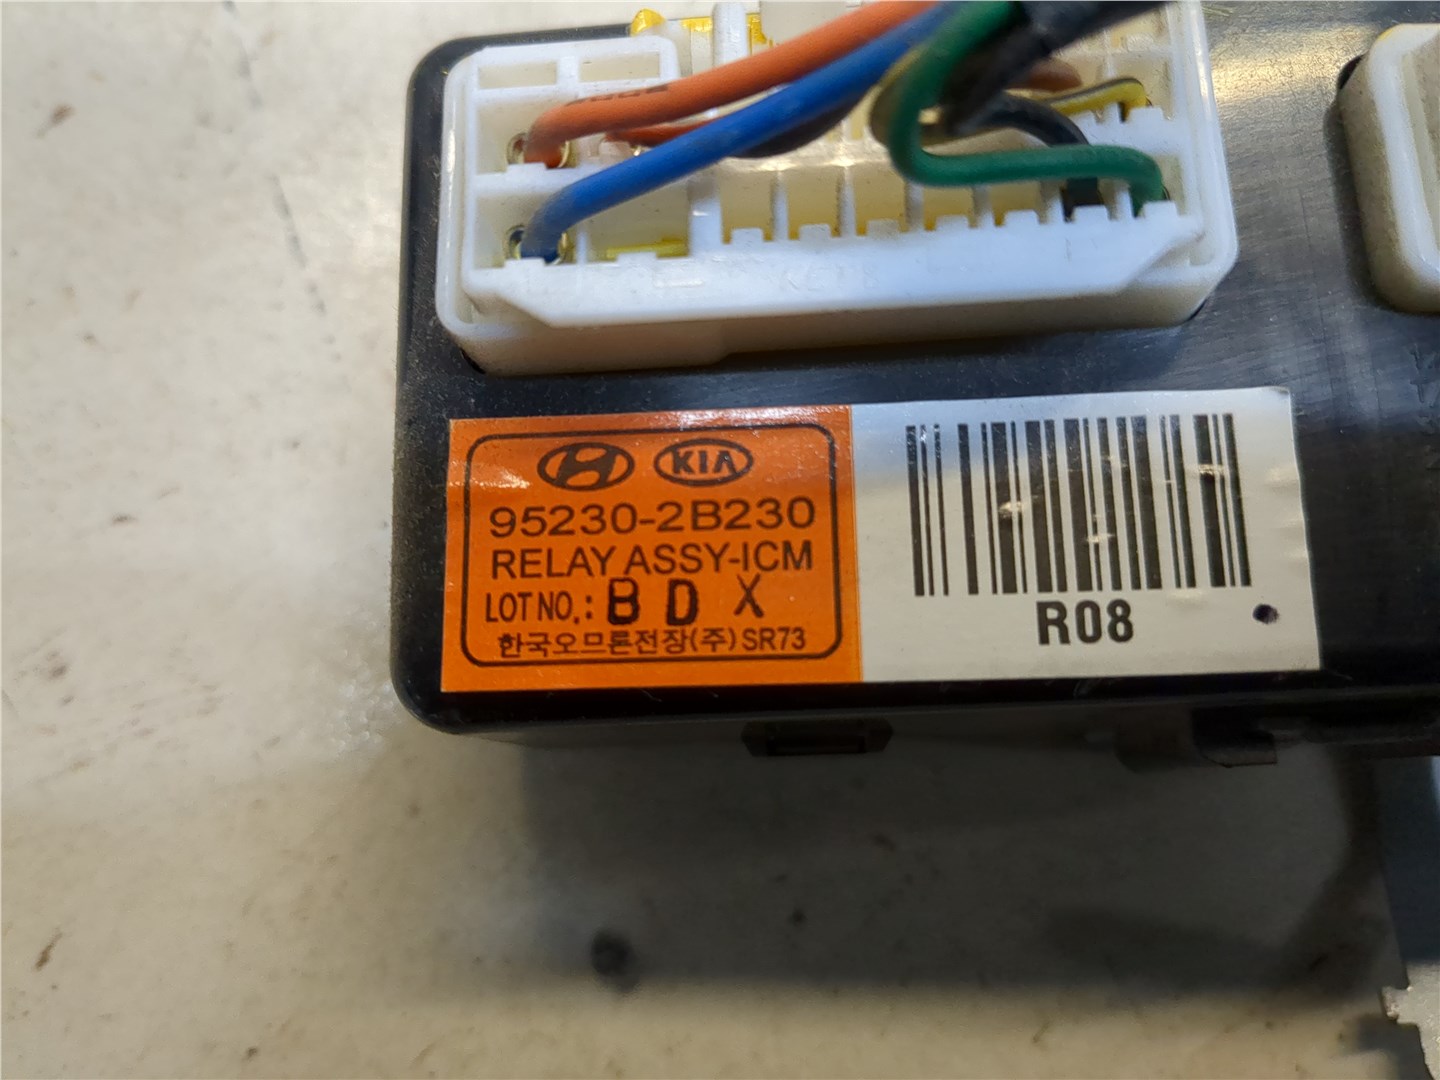 KIA
95230-2B230
RELAY ASSY-ICM
LOT NO.: B D X
한국오므론전장(주) SR73
R08